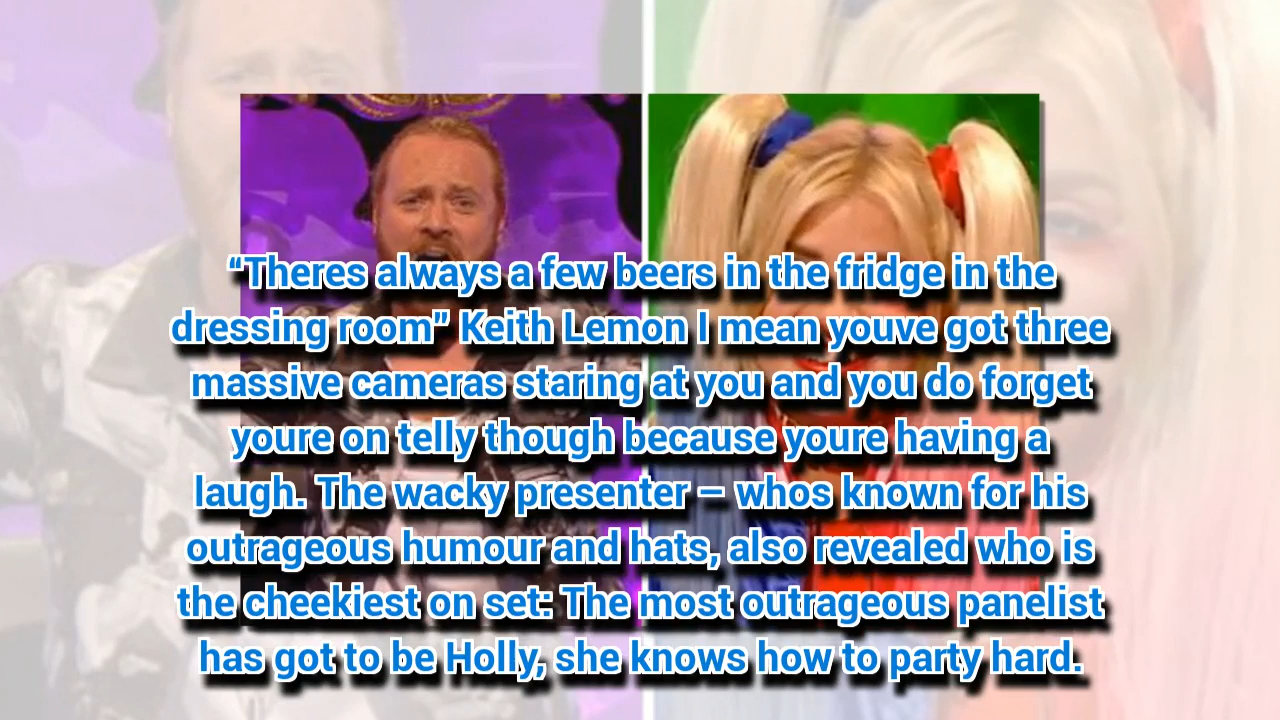 “Theres always a few beers in the fridge in the
dressing room” Keith Lemon I mean youve got three
massive cameras staring at you and you do forget
youre on telly though because youre having a
laugh. The wacky presenter – whos known for his
outrageous humour and hats, also revealed who is
the cheekiest on set: The most outrageous panelist
has got to be Holly, she knows how to party hard.